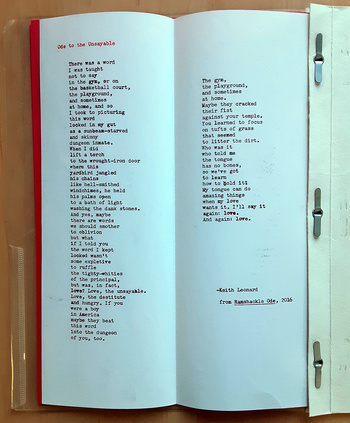 Ode to the Unsayable
There was a word
I was taught
not to say
in the gym, or on
the basketball court,
the playground,
and sometimes
at home, and so
I took to picturing
this word
locked in my gut
as a sunbeam-starved
and skinny
dungeon inmate.
When I did
lift a torch
to the wrought-iron door
where this
yardbird jangled
his chains
like hell-smithed
windchimes, he held
his palms open
to a bath of light
washing the dank stones.
And yes, maybe
there are words
we should smother
to oblivion
but what
if I told you
the word I kept
locked wasn't
some expletive
to ruffle
the tighty-whities
of the principal,
but was, in fact,
love? Love, the unsayable.
Love, the destitute
and hungry. If you
were a boy
in America
maybe they beat
this word
into the dungeon
of you, too.
The gym,
the playground,
and sometimes
at home.
Maybe they cracked
their fist
against your temple.
You learned to focus
on tufts of grass
that seemed
to litter the dirt.
Who was it
who told me
the tongue
has no bones,
so we've got
to learn
how to hold it?
My tongue can do
amazing things
when my love
wants it. I'll say it
again: love.
And again: love.
-Keith Leonard
from Ramshackle Ode, 2016